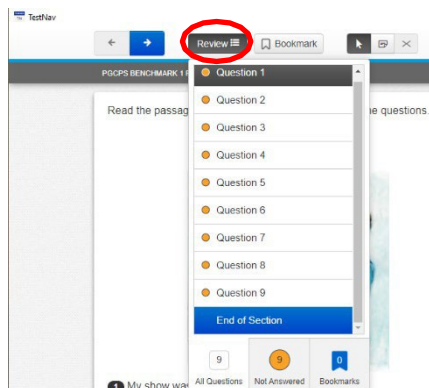 TestNav
Review Bookmark
PGCPS BENCHMARK 1
Question 1
Read the passag
e questions
Question 2
Question 3
Question 4
Question 5
Question 6
Question 7
Question 8
Question 9
End of Section
9 9 0
All Questions Not Answered Bookmarks
1 My show was